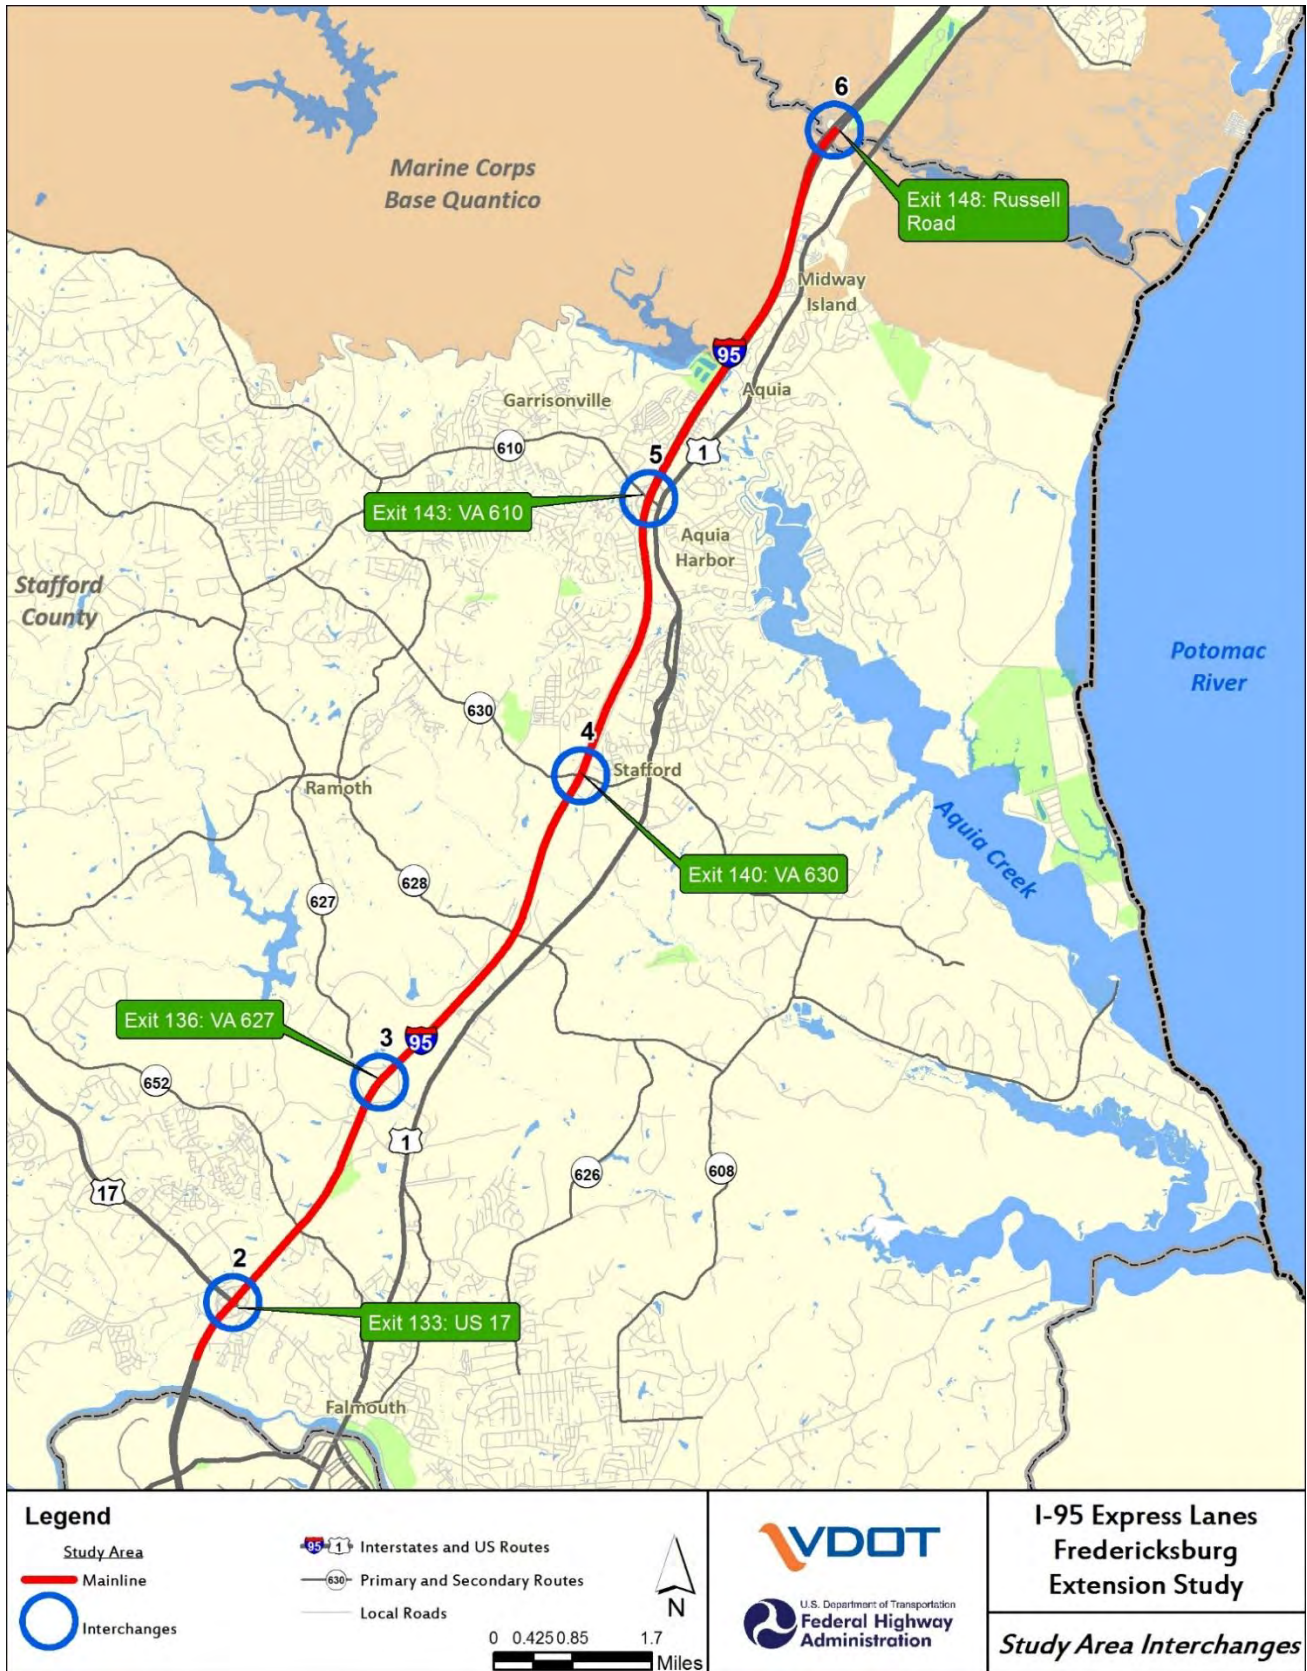 6
Marine Corps
Base Quantico
Exit 148: Russell
Road
Midway
Island
95
Aquia
Garrisonville
610
5
1
Exit 143: VA 610
Aquia
Harbor
Stafford
County
Potomac
River
630
4
Stafford
Ramoth
Aquia Creek
Exit 140: VA 630
628
627
Exit 136: VA 627
3
95
652
1
626
608
17
2
Exit 133: US 17
Falmouth
Legend
Study Area
Mainline
Interchanges
95 1 Interstates and US Routes
630 Primary and Secondary Routes
Local Roads
N
0 0.425 0.85 1.7
Miles
VDOT
U.S. Department of Transportation
Federal Highway
Administration
I-95 Express Lanes
Fredericksburg
Extension Study
Study Area Interchanges